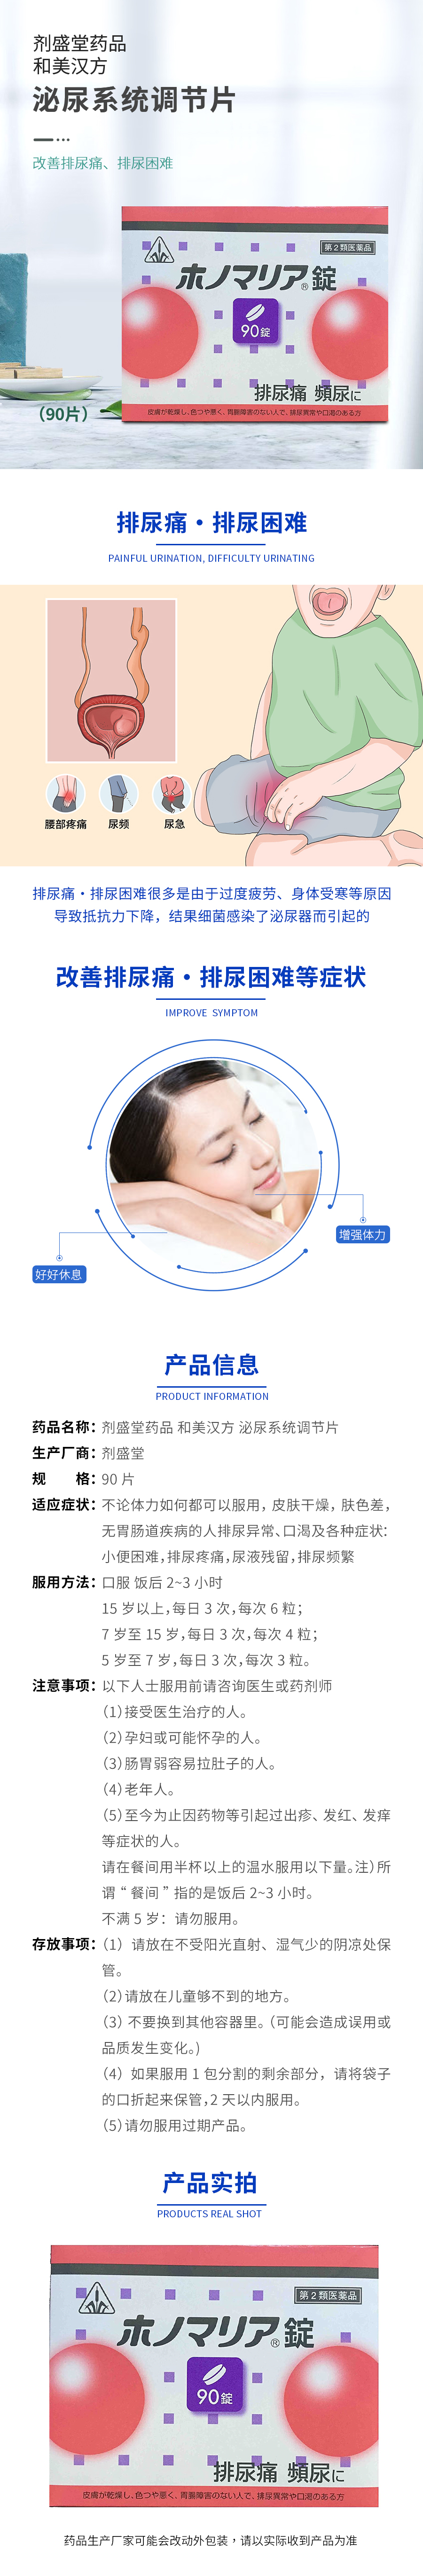 剂盛堂药品
和美汉方
泌尿系统调节片
改善排尿痛、排尿困难
第2類医薬品
ホノマリア®錠
90錠
排尿痛 頻尿に
皮膚が乾燥し、色つや悪く、胃腸障害のない人で、排尿異常や口渇のある方
（90片）
排尿痛・排尿困难
PAINFUL URINATION, DIFFICULTY URINATING
腰部疼痛
尿频
尿急
排尿痛・排尿困难很多是由于过度疲劳、身体受寒等原因
导致抵抗力下降，结果细菌感染了泌尿器而引起的
改善排尿痛・排尿困难等症状
IMPROVE SYMPTOM
增强体力
好好休息
产品信息
PRODUCT INFORMATION
药品名称：剂盛堂药品 和美汉方 泌尿系统调节片
生产厂商：剂盛堂
规　　格：90 片
适应症状：不论体力如何都可以服用，皮肤干燥，肤色差，
无胃肠道疾病的人排尿异常、口渴及各种症状：
小便困难，排尿疼痛，尿液残留，排尿频繁
服用方法：口服 饭后 2~3 小时
15 岁以上，每日 3 次，每次 6 粒；
7 岁至 15 岁，每日 3 次，每次 4 粒；
5 岁至 7 岁，每日 3 次，每次 3 粒。
注意事项：以下人士服用前请咨询医生或药剂师
（1）接受医生治疗的人。
（2）孕妇或可能怀孕的人。
（3）肠胃弱容易拉肚子的人。
（4）老年人。
（5）至今为止因药物等引起过出疹、发红、发痒
等症状的人。
请在餐间用半杯以上的温水服用以下量。注）所
谓“餐间”指的是饭后 2~3 小时。
不满 5 岁：请勿服用。
存放事项：（1）请放在不受阳光直射、湿气少的阴凉处保
管。
（2）请放在儿童够不到的地方。
（3）不要换到其他容器里。（可能会造成误用或
品质发生变化。）
（4）如果服用 1 包分割的剩余部分，请将袋子
的口折起来保管，2 天以内服用。
（5）请勿服用过期产品。
产品实拍
PRODUCTS REAL SHOT
第2類医薬品
ホノマリア®錠
90錠
排尿痛 頻尿に
皮膚が乾燥し、色つや悪く、胃腸障害のない人で、排尿異常や口渇のある方
药品生产厂家可能会改动外包装，请以实际收到产品为准